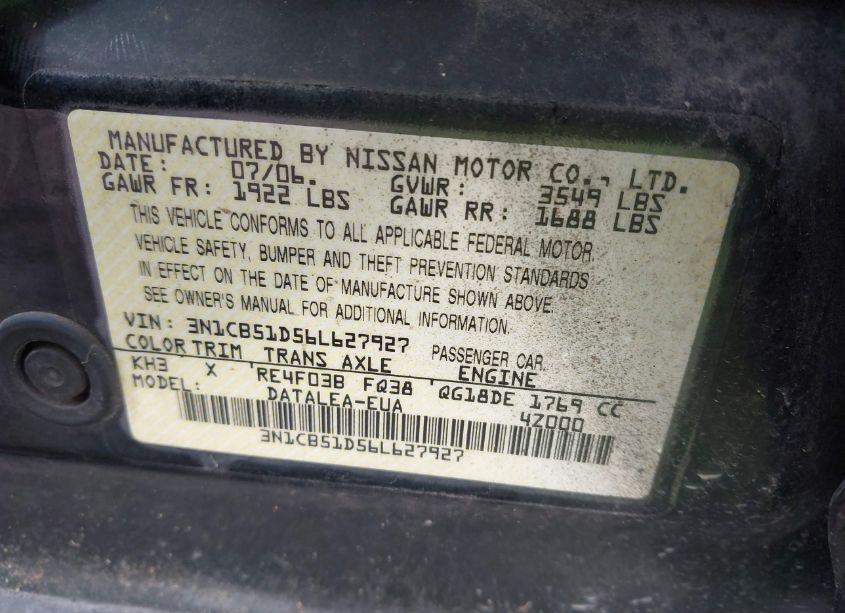 MANUFACTURED BY NISSAN MOTOR CO., LTD.
DATE: 07/06. GVWR: 3549 LBS
GAWR FR: 1922 LBS GAWR RR: 1688 LBS
THIS VEHICLE CONFORMS TO ALL APPLICABLE FEDERAL MOTOR
VEHICLE SAFETY, BUMPER AND THEFT PREVENTION STANDARDS
IN EFFECT ON THE DATE OF MANUFACTURE SHOWN ABOVE.
SEE OWNER'S MANUAL FOR ADDITIONAL INFORMATION.
VIN: 3N1CB51D56L627927 PASSENGER CAR
COLOR TRIM TRANS AXLE ENGINE
KH3 X 'RE4F03B FQ38 'QG18DE 1769 CC
MODEL: DATALEA-EUA 4Z000
3N1CB51D56L627927